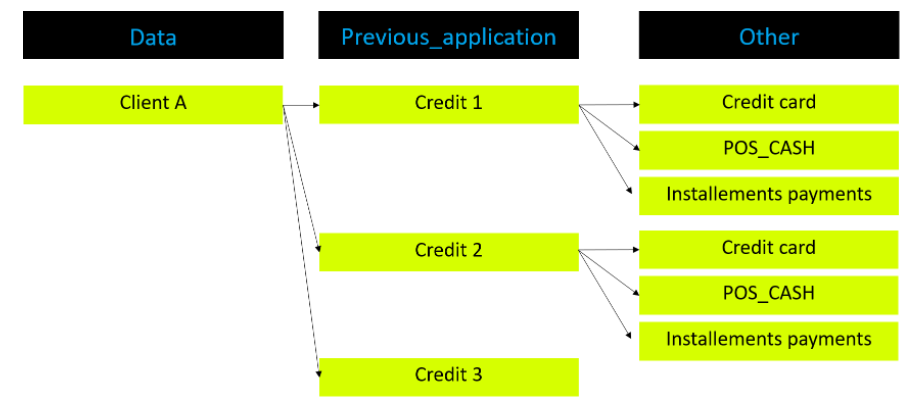 Data
Previous_application
Other
Client A
Credit 1
Credit card
POS_CASH
Installements payments
Credit 2
Credit card
POS_CASH
Installements payments
Credit 3